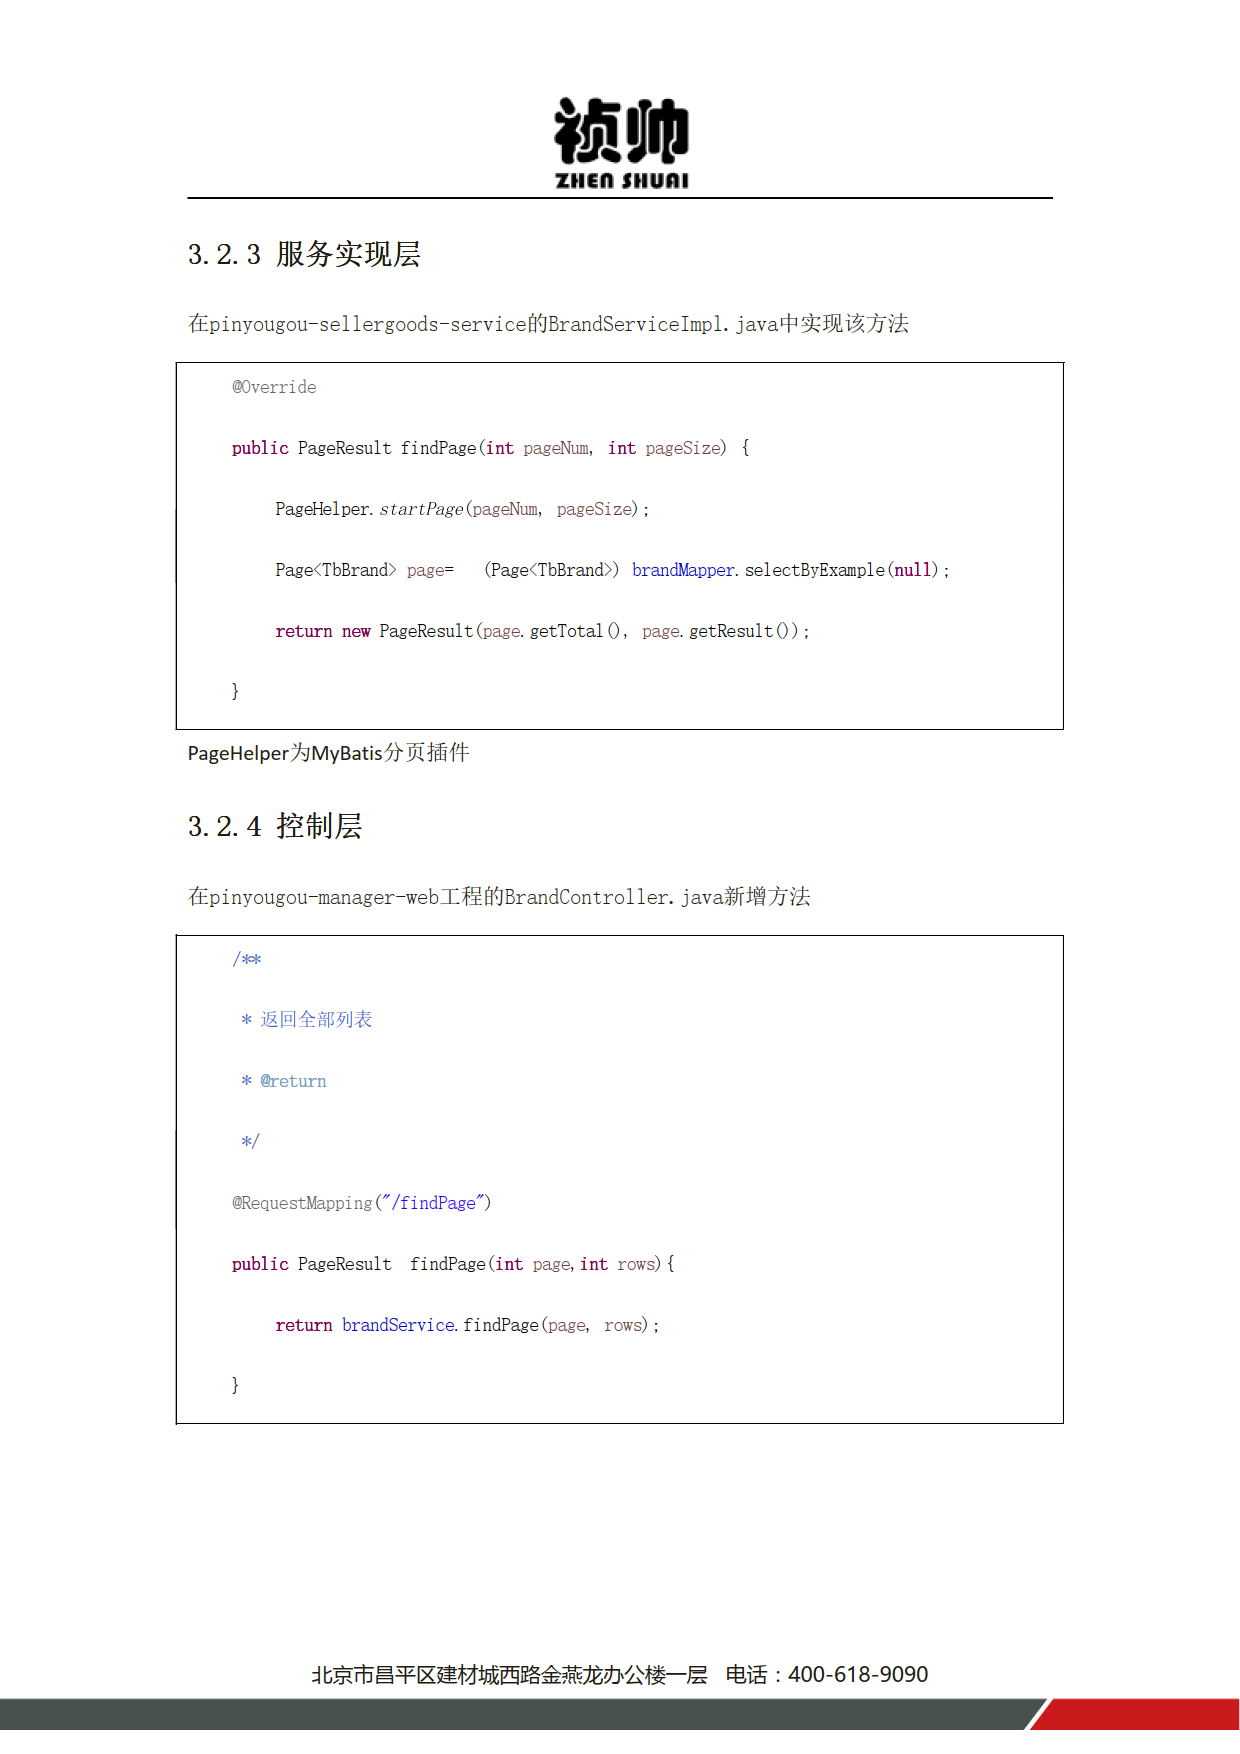 祯帅
ZHEN SHUAI
3.2.3 服务实现层
在pinyougou-sellergoods-service的BrandServiceImpl.java中实现该方法
@Override
public PageResult findPage(int pageNum, int pageSize) {
PageHelper.startPage(pageNum, pageSize);
Page<TbBrand> page=   (Page<TbBrand>) brandMapper.selectByExample(null);
return new PageResult(page.getTotal(), page.getResult());
}
PageHelper为MyBatis分页插件
3.2.4 控制层
在pinyougou-manager-web工程的BrandController.java新增方法
/**
* 返回全部列表
* @return
*/
@RequestMapping("/findPage")
public PageResult  findPage(int page,int rows){
return brandService.findPage(page, rows);
}
北京市昌平区建材城西路金燕龙办公楼一层   电话：400-618-9090